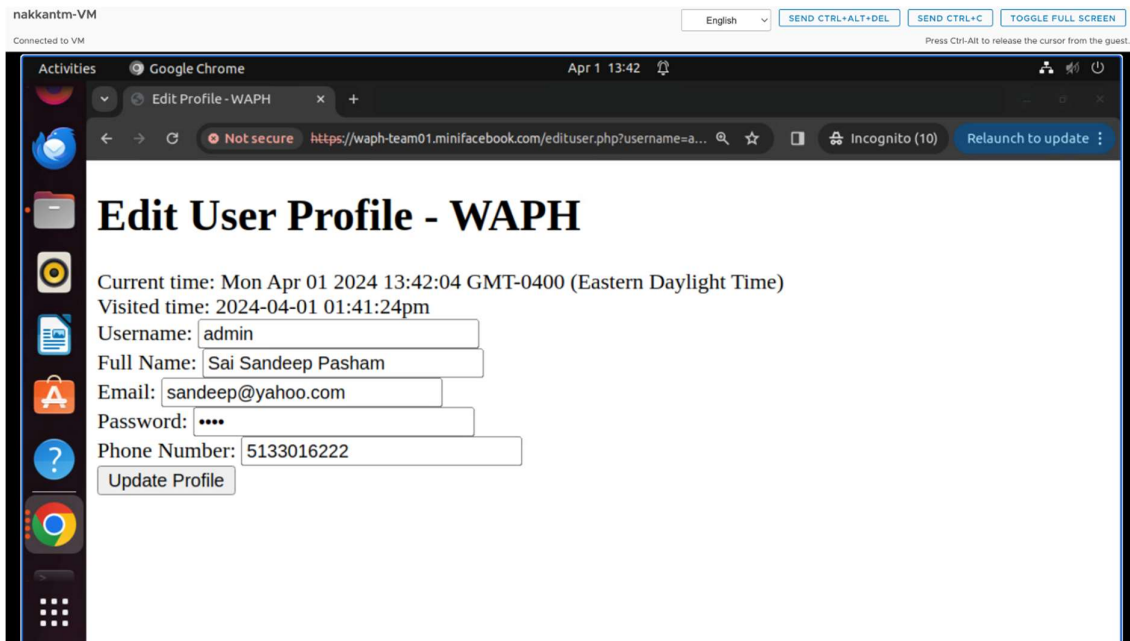 nakkantm-VM
English
SEND CTRL+ALT+DEL
SEND CTRL+C
TOGGLE FULL SCREEN
Connected to VM
Press Ctrl-Alt to release the cursor from the guest.
Activities
Google Chrome
Apr 1 13:42
Edit Profile - WAPH
Not secure
https://waph-team01.minifacebook.com/edituser.php?username=a...
Incognito (10)
Relaunch to update
Edit User Profile - WAPH
Current time: Mon Apr 01 2024 13:42:04 GMT-0400 (Eastern Daylight Time)
Visited time: 2024-04-01 01:41:24pm
Username: admin
Full Name: Sai Sandeep Pasham
Email: sandeep@yahoo.com
Password: ••••
Phone Number: 5133016222
Update Profile